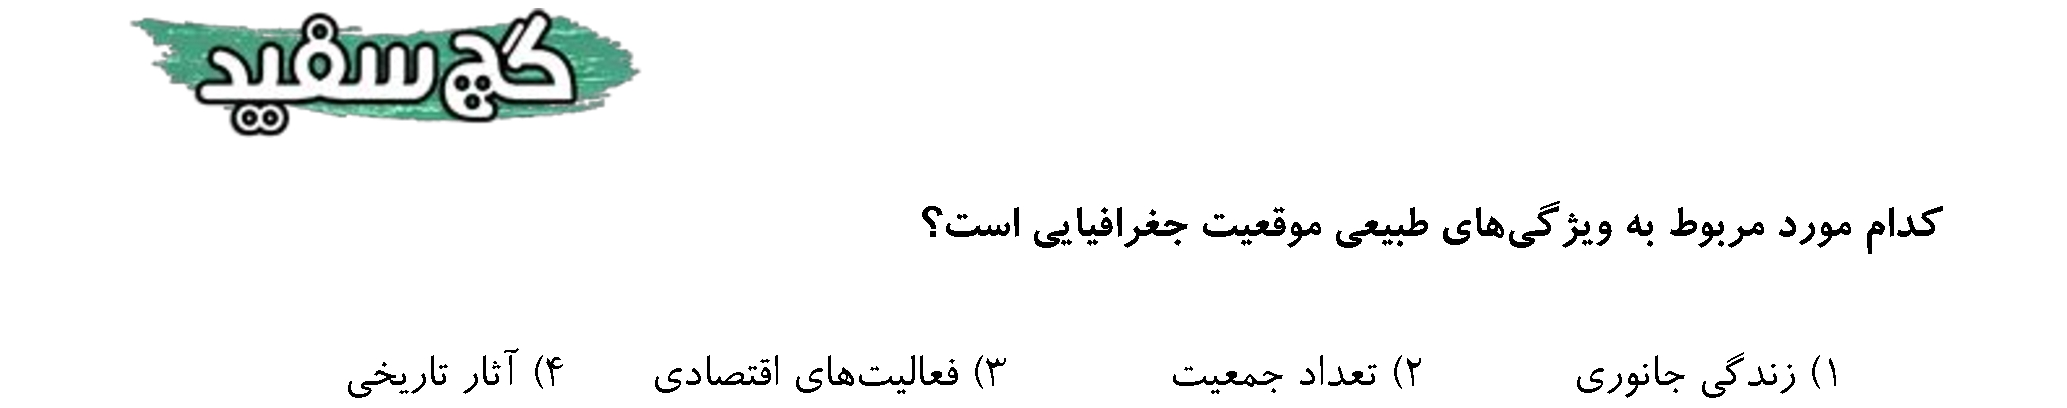 گچ سفید
کدام مورد مربوط به ویژگی‌های طبیعی موقعیت جغرافیایی است؟
۱) زندگی جانوری ۲) تعداد جمعیت ۳) فعالیت‌های اقتصادی ۴) آثار تاریخی